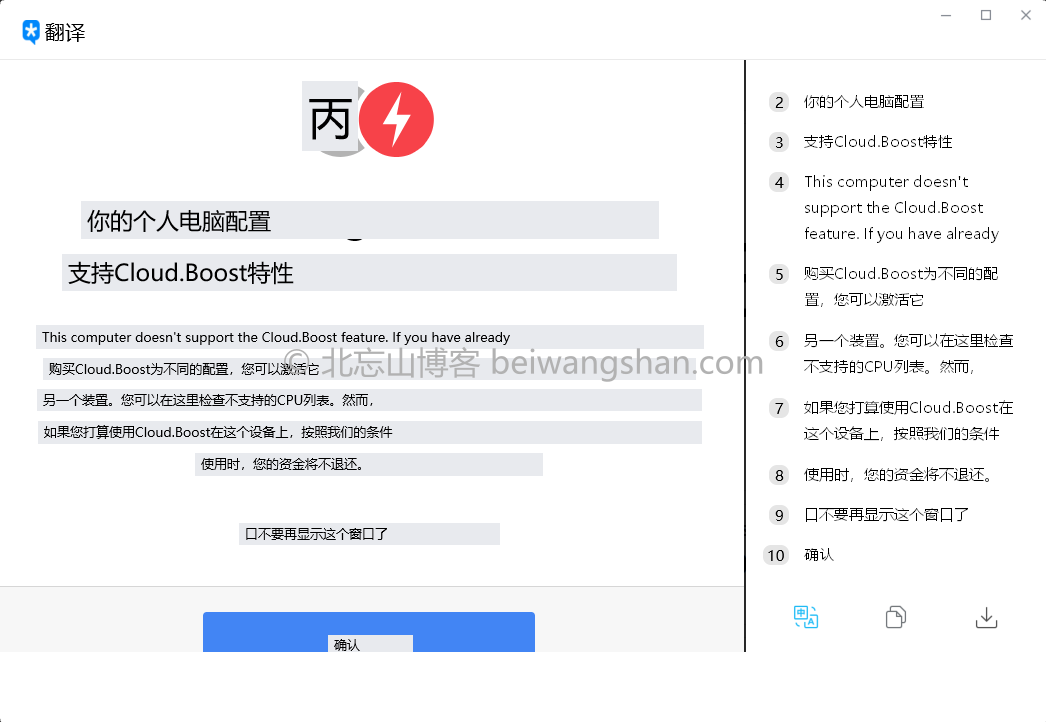 翻译
丙
你的个人电脑配置
支持Cloud.Boost特性
This computer doesn't support the Cloud.Boost feature. If you have already
购买Cloud.Boost为不同的配置，您可以激活它
© 北忘山博客 beiwangshan.com
另一个装置。您可以在这里检查不支持的CPU列表。然而，
如果您打算使用Cloud.Boost在这个设备上，按照我们的条件
使用时，您的资金将不退还。
口不要再显示这个窗口了
确认
2 你的个人电脑配置
3 支持Cloud.Boost特性
4 This computer doesn't
support the Cloud.Boost
feature. If you have already
5 购买Cloud.Boost为不同的配
置，您可以激活它
6 另一个装置。您可以在这里检查
不支持的CPU列表。然而，
7 如果您打算使用Cloud.Boost在
这个设备上，按照我们的条件
8 使用时，您的资金将不退还。
9 口不要再显示这个窗口了
10 确认